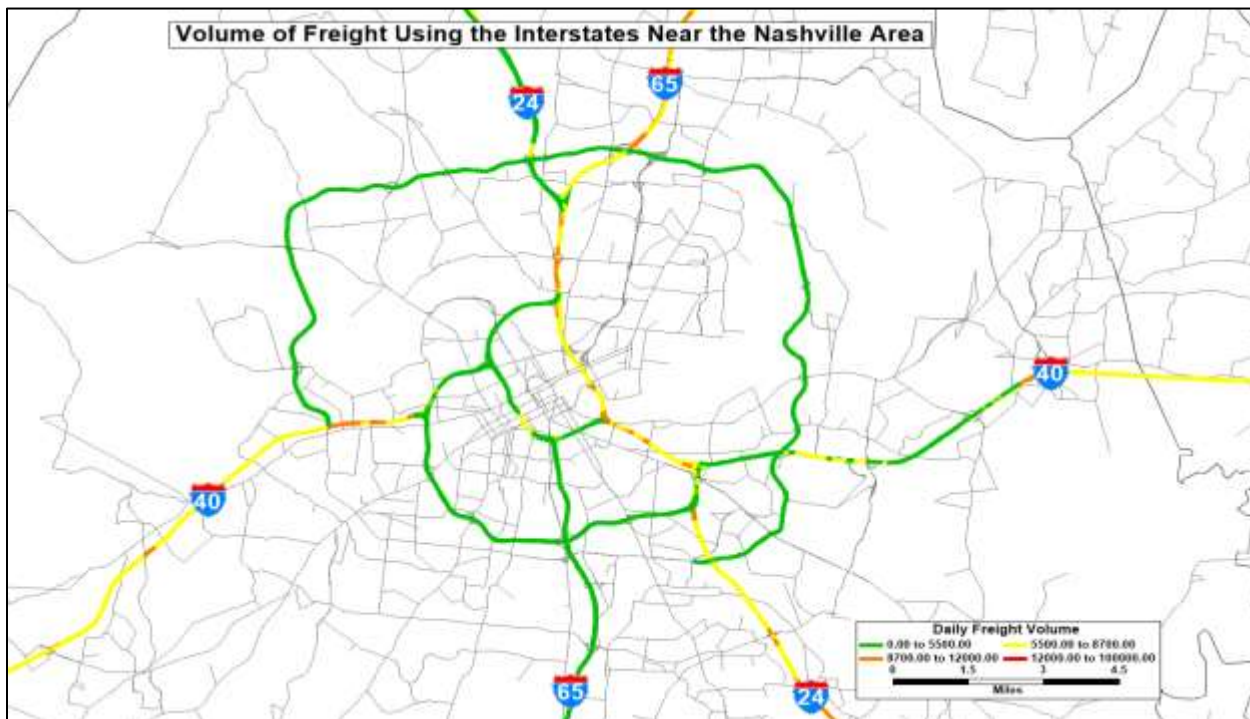 Volume of Freight Using the Interstates Near the Nashville Area
24
65
40
40
65
24
Daily Freight Volume
0.00 to 5500.00 5500.00 to 8700.00
8700.00 to 12000.00 12000.00 to 100000.00
0 1.5 3 4.5
Miles